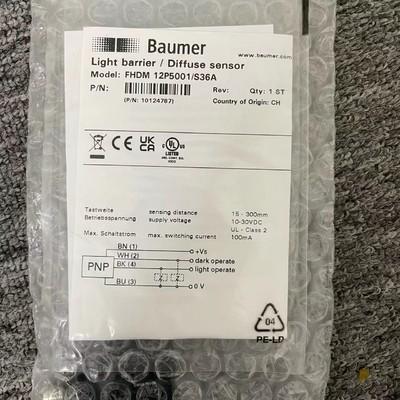 Baumer
www.baumer.com
Light barrier / Diffuse sensor
Model: FHDM 12P5001/S36A
P/N: Rev: Qty: 1 ST
(P/N: 10124787) Country of Origin: CH
CE UK CA UL LISTED
Tastweite sensing distance 15 - 300mm
Betriebsspannung supply voltage 10-30VDC
UL - Class 2
Max. Schaltstrom max. switching current 100mA
BN (1) +Vs
WH (2) dark operate
PNP BK (4) light operate
Z Z
BU (3) 0 V
04
PE-LD